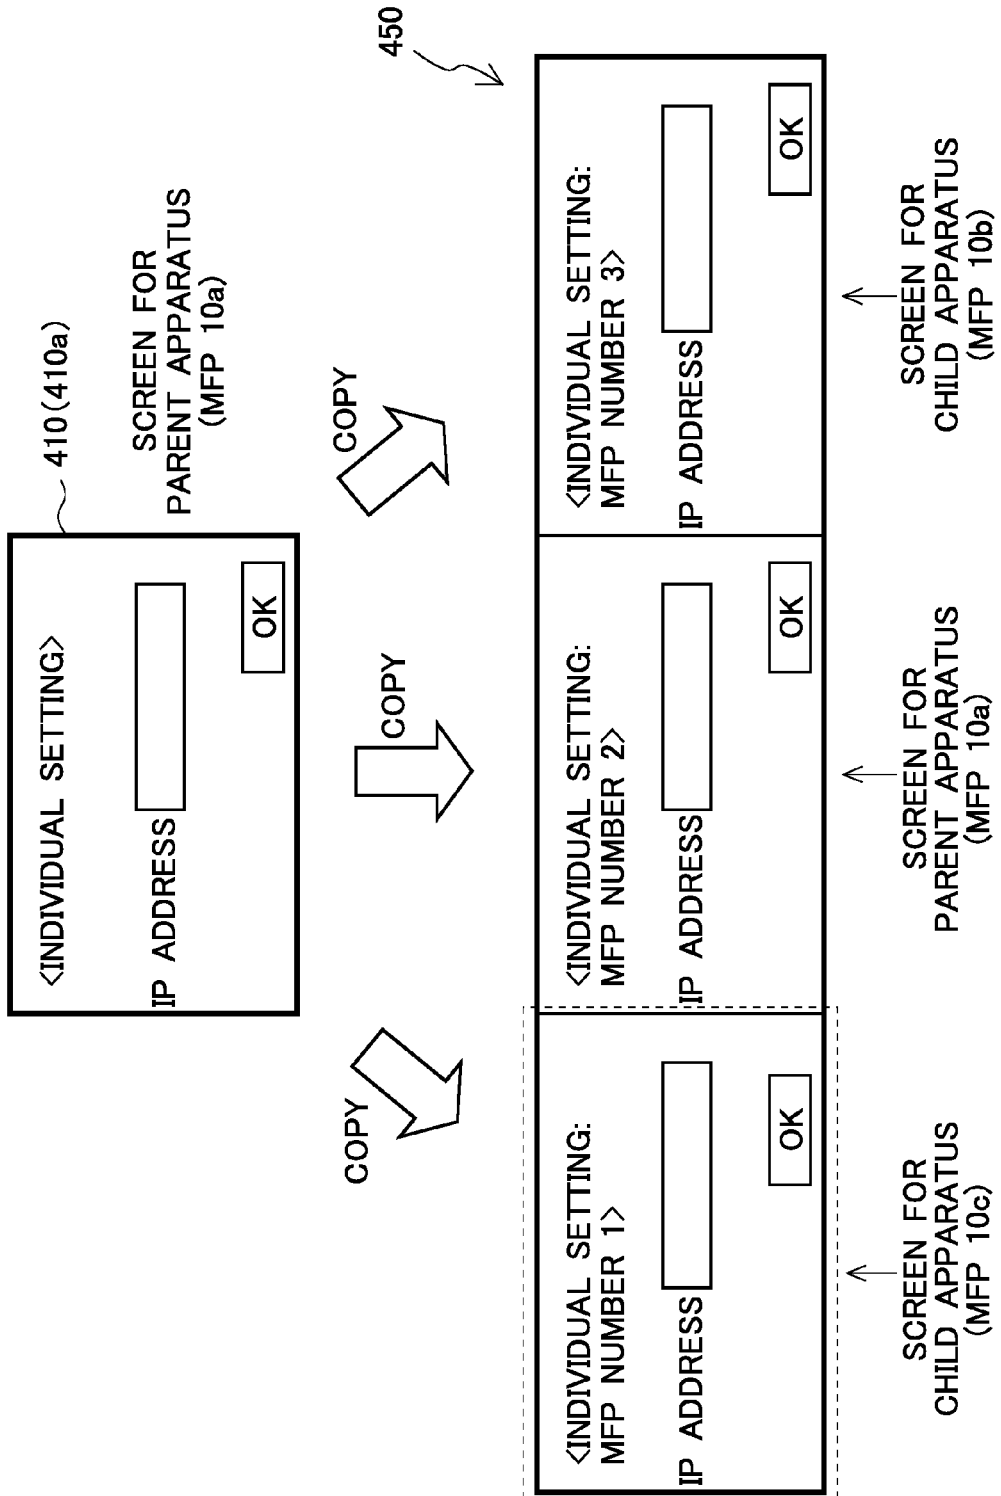 410(410a)
<INDIVIDUAL SETTING>
IP ADDRESS
OK
SCREEN FOR
PARENT APPARATUS
(MFP 10a)
COPY
COPY
COPY
450
<INDIVIDUAL SETTING:
MFP NUMBER 1>
IP ADDRESS
OK
<INDIVIDUAL SETTING:
MFP NUMBER 2>
IP ADDRESS
OK
<INDIVIDUAL SETTING:
MFP NUMBER 3>
IP ADDRESS
OK
SCREEN FOR
CHILD APPARATUS
(MFP 10c)
SCREEN FOR
PARENT APPARATUS
(MFP 10a)
SCREEN FOR
CHILD APPARATUS
(MFP 10b)